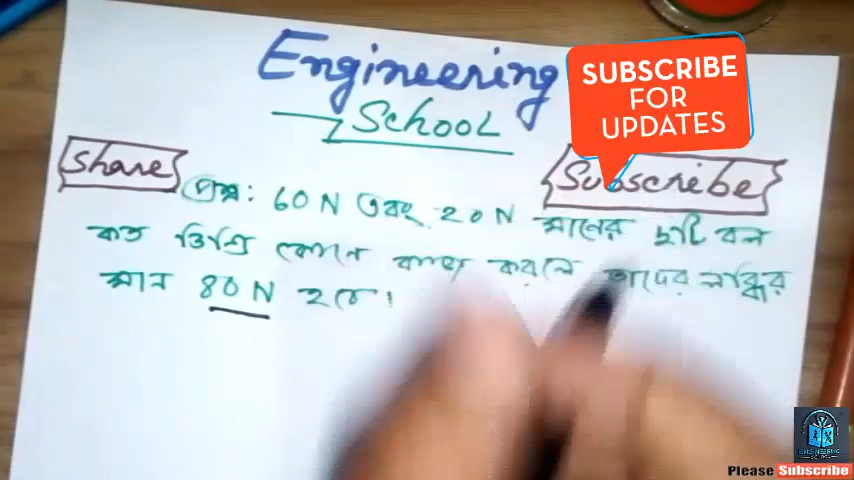 Engineering
School
SUBSCRIBE
FOR
UPDATES
Share
Subscribe
প্রশ্ন: 60 N এবং 20 N মানের দুটি বল
কত ডিগ্রি কোণে কাজ করলে তাদের লব্ধির
মান 80 N হবে।
ENGINEERING
Please Subscribe